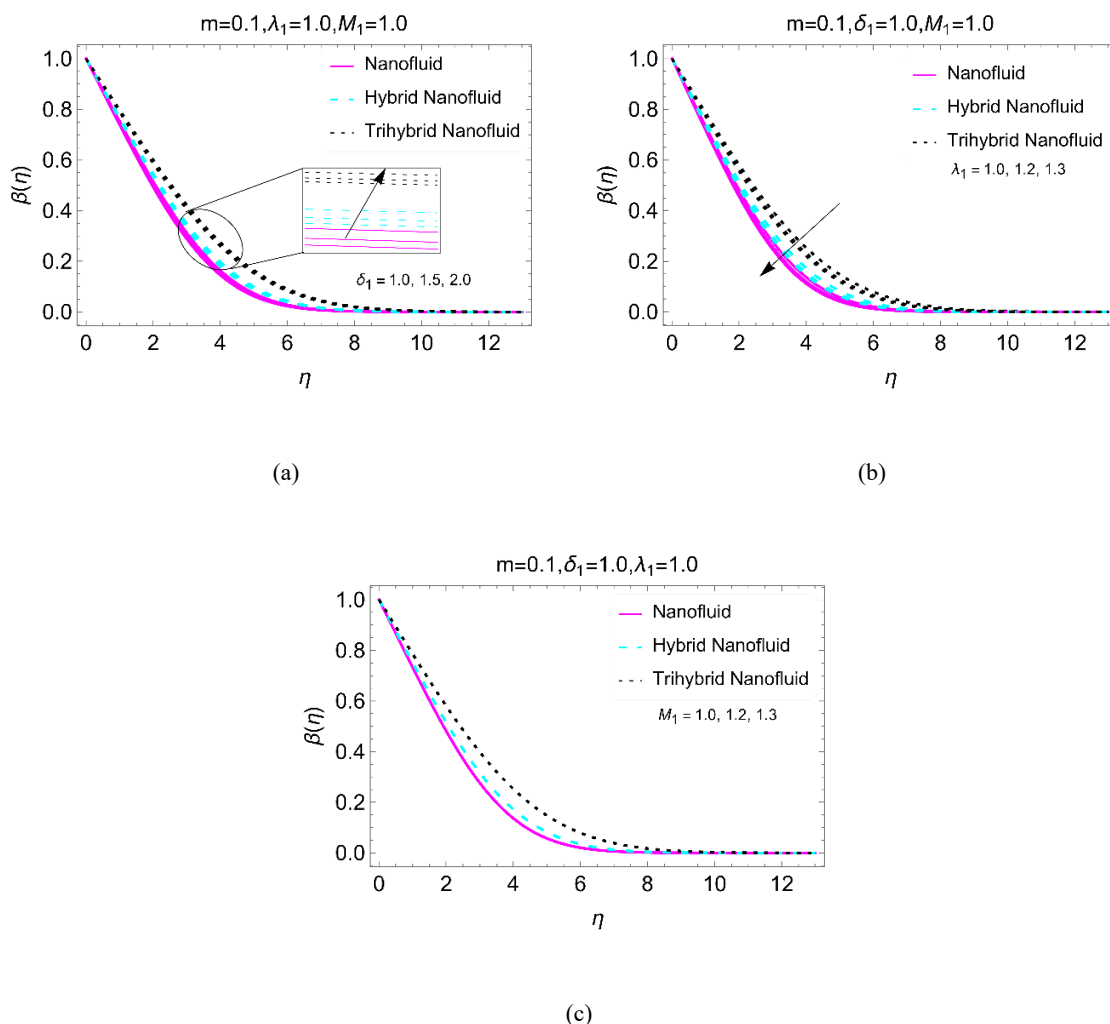 m=0.1,λ₁=1.0,M₁=1.0
Nanofluid
Hybrid Nanofluid
Trihybrid Nanofluid
δ₁ = 1.0, 1.5, 2.0
β(η)
1.0
0.8
0.6
0.4
0.2
0.0
0 2 4 6 8 10 12
η
(a)
m=0.1,δ₁=1.0,M₁=1.0
Nanofluid
Hybrid Nanofluid
Trihybrid Nanofluid
λ₁ = 1.0, 1.2, 1.3
β(η)
1.0
0.8
0.6
0.4
0.2
0.0
0 2 4 6 8 10 12
η
(b)
m=0.1,δ₁=1.0,λ₁=1.0
Nanofluid
Hybrid Nanofluid
Trihybrid Nanofluid
M₁ = 1.0, 1.2, 1.3
β(η)
1.0
0.8
0.6
0.4
0.2
0.0
0 2 4 6 8 10 12
η
(c)